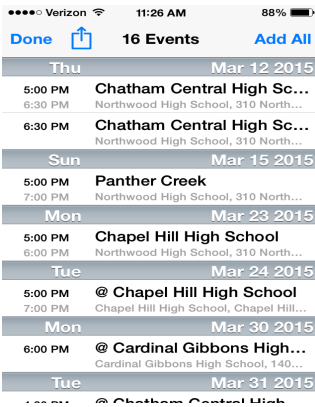 Verizon 11:26 AM 88%
Done 16 Events Add All
Thu Mar 12 2015
5:00 PM Chatham Central High Sc...
6:30 PM Northwood High School, 310 North...
6:30 PM Chatham Central High Sc...
Northwood High School, 310 North...
Sun Mar 15 2015
5:00 PM Panther Creek
7:00 PM Northwood High School, 310 North...
Mon Mar 23 2015
5:00 PM Chapel Hill High School
6:00 PM Northwood High School, 310 North...
Tue Mar 24 2015
5:00 PM @ Chapel Hill High School
7:00 PM Chapel Hill High School, Chapel Hill...
Mon Mar 30 2015
6:00 PM @ Cardinal Gibbons High...
Cardinal Gibbons High School, 140...
Tue Mar 31 2015
@ Chatham Central High